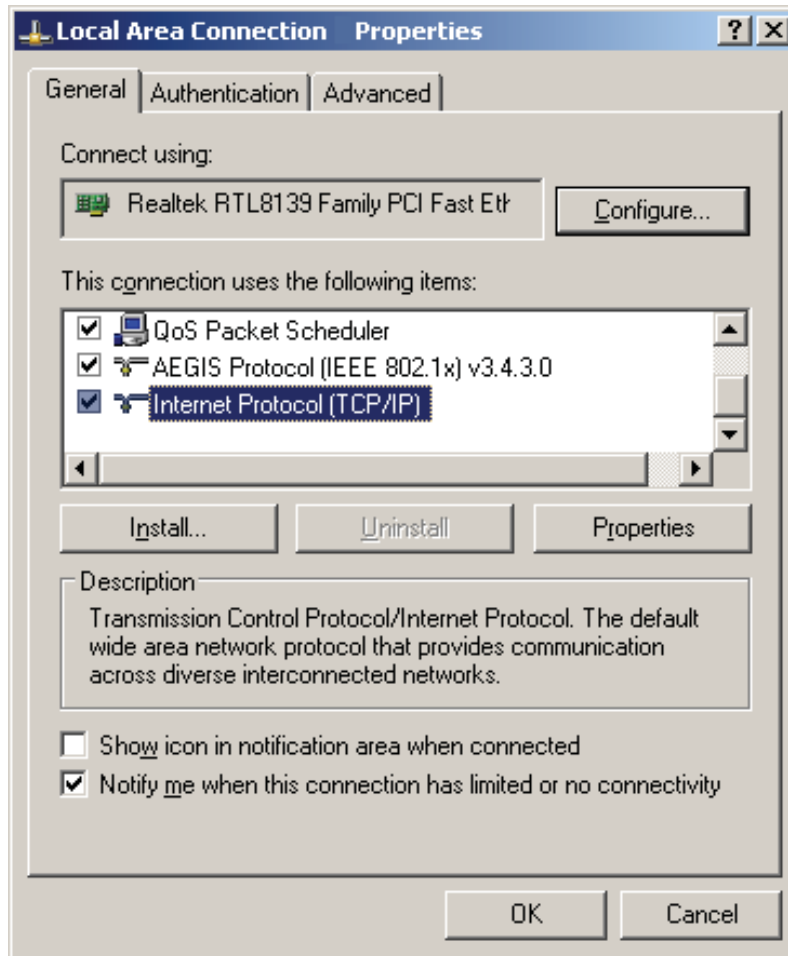 Local Area Connection Properties
General Authentication Advanced
Connect using:
Realtek RTL8139 Family PCI Fast Eth Configure...
This connection uses the following items:
QoS Packet Scheduler
AEGIS Protocol (IEEE 802.1x) v3.4.3.0
Internet Protocol (TCP/IP)
Install... Uninstall Properties
Description
Transmission Control Protocol/Internet Protocol. The default
wide area network protocol that provides communication
across diverse interconnected networks.
Show icon in notification area when connected
Notify me when this connection has limited or no connectivity
OK Cancel